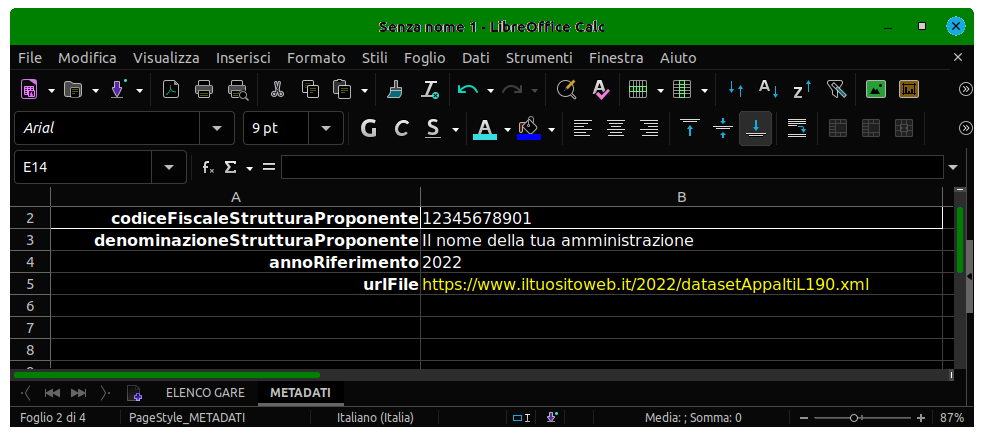 Senza nome 1 - LibreOffice Calc
File Modifica Visualizza Inserisci Formato Stili Foglio Dati Strumenti Finestra Aiuto
Arial 9 pt G C S A
E14 fx Σ =
A B
2 codiceFiscaleStrutturaProponente 12345678901
3 denominazioneStrutturaProponente Il nome della tua amministrazione
4 annoRiferimento 2022
5 urlFile https://www.iltuositoweb.it/2022/datasetAppaltiL190.xml
6
7
8
ELENCO GARE METADATI
Foglio 2 di 4 PageStyle_METADATI Italiano (Italia) Media: ; Somma: 0 87%